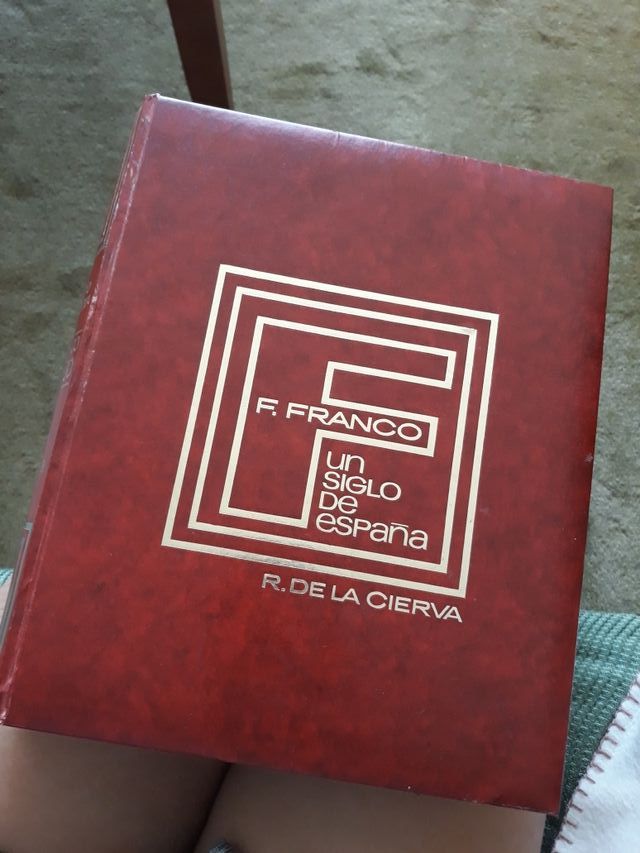 F. FRANCO
un
SIGLO
DE
españa
R. DE LA CIERVA